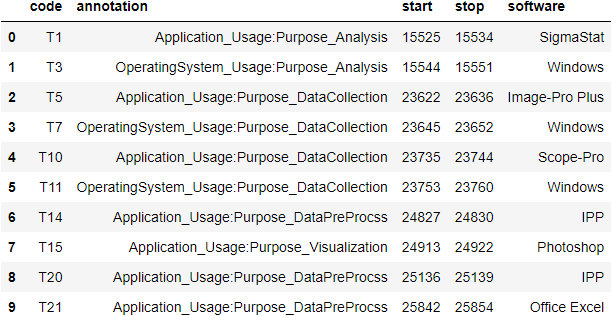 code annotation start stop software
0 T1 Application_Usage:Purpose_Analysis 15525 15534 SigmaStat
1 T3 OperatingSystem_Usage:Purpose_Analysis 15544 15551 Windows
2 T5 Application_Usage:Purpose_DataCollection 23622 23636 Image-Pro Plus
3 T7 OperatingSystem_Usage:Purpose_DataCollection 23645 23652 Windows
4 T10 Application_Usage:Purpose_DataCollection 23735 23744 Scope-Pro
5 T11 OperatingSystem_Usage:Purpose_DataCollection 23753 23760 Windows
6 T14 Application_Usage:Purpose_DataPreProcss 24827 24830 IPP
7 T15 Application_Usage:Purpose_Visualization 24913 24922 Photoshop
8 T20 Application_Usage:Purpose_DataPreProcss 25136 25139 IPP
9 T21 Application_Usage:Purpose_DataPreProcss 25842 25854 Office Excel